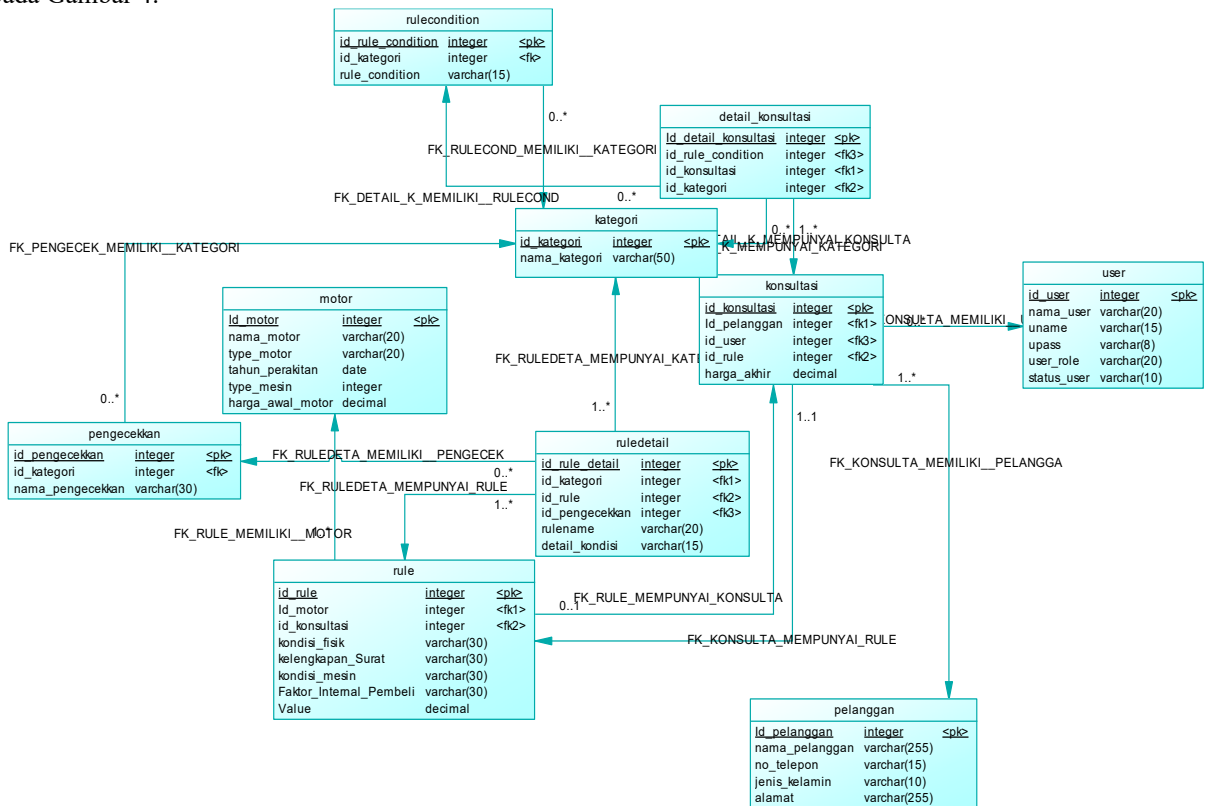 pada Gambar 4.
rulecondition
id_rule_condition integer <pk>
id_kategori integer <fk>
rule_condition varchar(15)
0..*
FK_RULECOND_MEMILIKI__KATEGORI
detail_konsultasi
Id_detail_konsultasi integer <pk>
id_rule_condition integer <fk3>
id_konsultasi integer <fk1>
id_kategori integer <fk2>
FK_DETAIL_K_MEMILIKI__RULECOND
0..*
kategori
id_kategori integer <pk>
nama_kategori varchar(50)
0..*
1..*
FK_PENGECEK_MEMILIKI__KATEGORI
0..*
motor
Id_motor integer <pk>
nama_motor varchar(20)
type_motor varchar(20)
tahun_perakitan date
type_mesin integer
harga_awal_motor decimal
konsultasi
id_konsultasi integer <pk>
Id_pelanggan integer <fk1>
id_user integer <fk3>
id_rule integer <fk2>
harga_akhir decimal
user
id_user integer <pk>
nama_user varchar(20)
uname varchar(15)
upass varchar(8)
user_role varchar(20)
status_user varchar(10)
1..*
1..1
1..*
pengecekkan
id_pengecekkan integer <pk>
id_kategori integer <fk>
nama_pengecekkan varchar(30)
ruledetail
id_rule_detail integer <pk>
id_kategori integer <fk1>
id_rule integer <fk2>
id_pengecekkan integer <fk3>
rulename varchar(20)
detail_kondisi varchar(15)
FK_RULEDETA_MEMILIKI__PENGECEK
0..*
FK_RULEDETA_MEMPUNYAI_RULE
1..*
FK_KONSULTA_MEMILIKI__PELANGGA
FK_RULE_MEMILIKI__MOTOR
rule
id_rule integer <pk>
Id_motor integer <fk1>
id_konsultasi integer <fk2>
kondisi_fisik varchar(30)
kelengkapan_Surat varchar(30)
kondisi_mesin varchar(30)
Faktor_Internal_Pembeli varchar(30)
Value decimal
0..1
FK_RULE_MEMPUNYAI_KONSULTA
FK_KONSULTA_MEMPUNYAI_RULE
pelanggan
Id_pelanggan integer <pk>
nama_pelanggan varchar(255)
no_telepon varchar(15)
jenis_kelamin varchar(10)
alamat varchar(255)